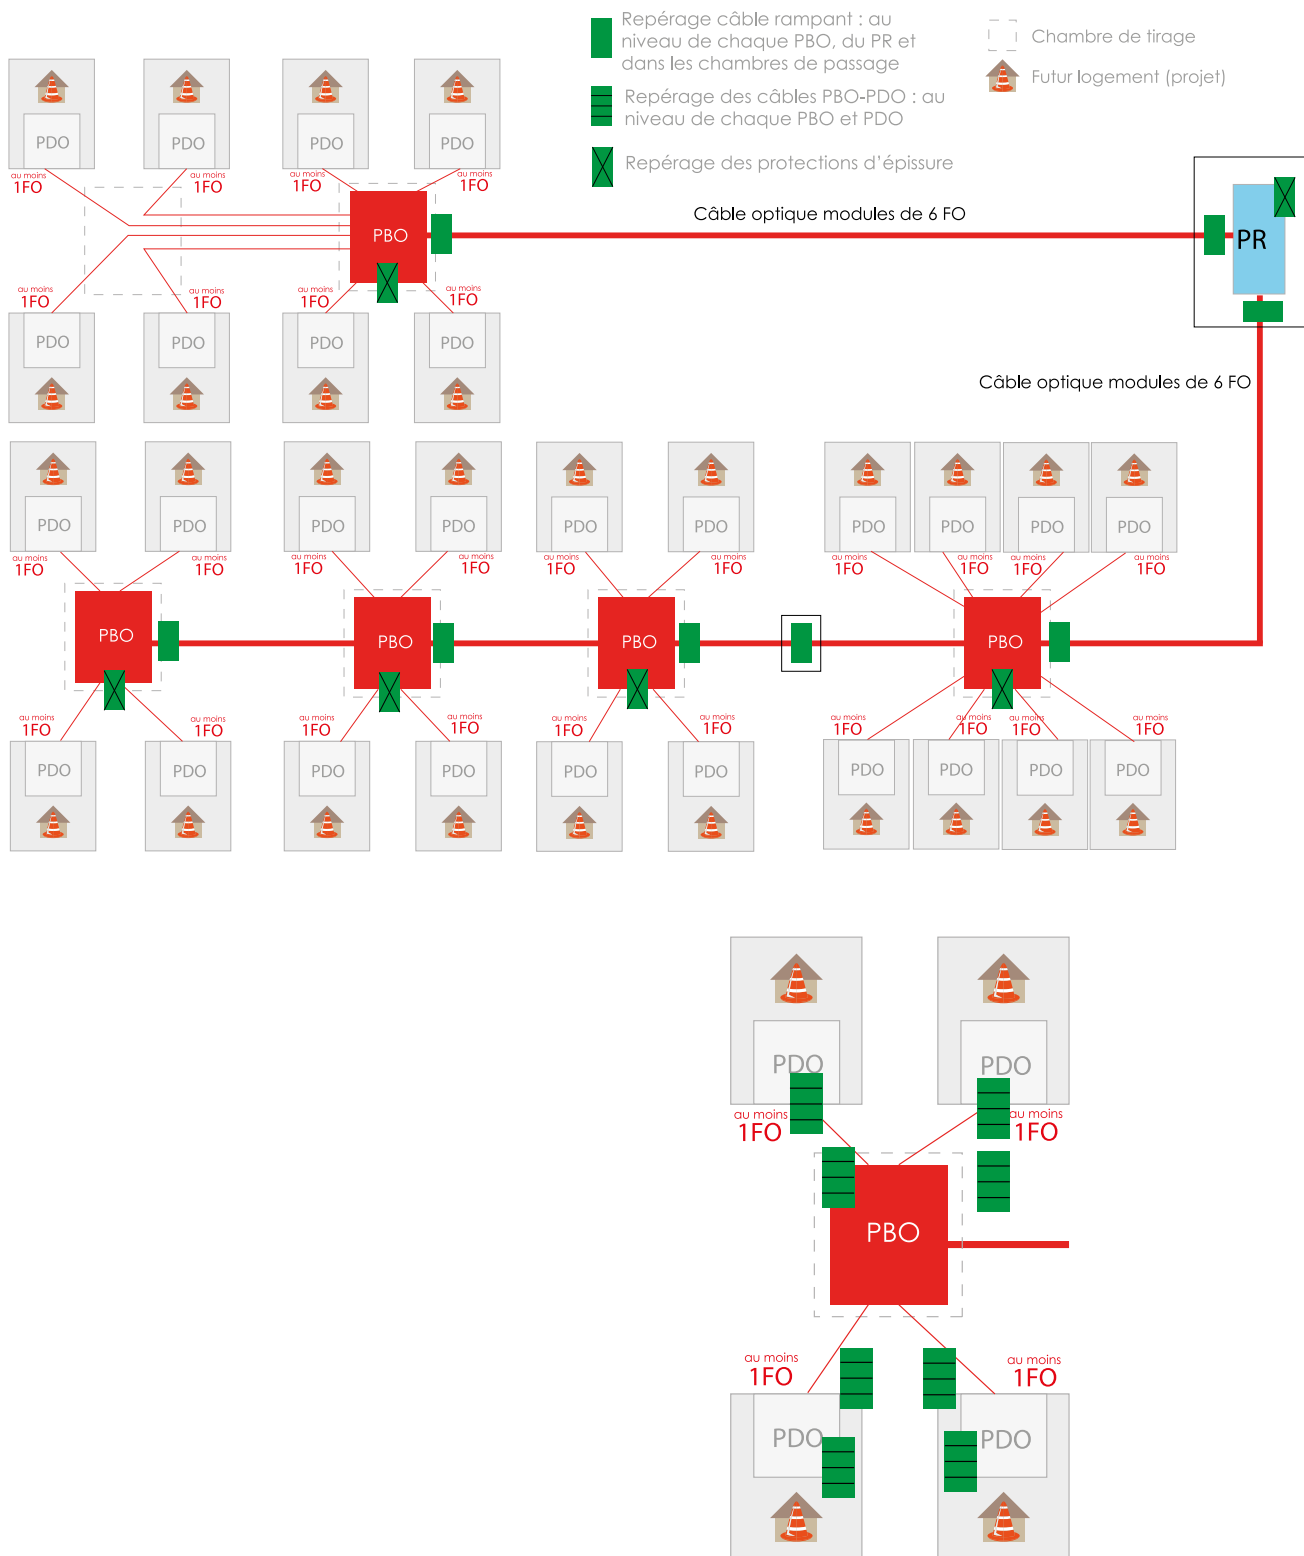 Repérage câble rampant : au
niveau de chaque PBO, du PR et
dans les chambres de passage
Repérage des câbles PBO-PDO : au
niveau de chaque PBO et PDO
Repérage des protections d'épissure
Chambre de tirage
Futur logement (projet)
PDO
PDO
PDO
PDO
au moins
1FO
au moins
1FO
au moins
1FO
au moins
1FO
PBO
Câble optique modules de 6 FO
PR
au moins
1FO
au moins
1FO
au moins
1FO
au moins
1FO
PDO
PDO
PDO
PDO
Câble optique modules de 6 FO
PDO
PDO
PDO
PDO
PDO
PDO
PDO
PDO
PDO
PDO
au moins
1FO
au moins
1FO
au moins
1FO
au moins
1FO
au moins
1FO
au moins
1FO
au moins
1FO
au moins
1FO
au moins
1FO
au moins
1FO
PBO
PBO
PBO
PBO
au moins
1FO
au moins
1FO
au moins
1FO
au moins
1FO
au moins
1FO
au moins
1FO
au moins
1FO
au moins
1FO
au moins
1FO
au moins
1FO
PDO
PDO
PDO
PDO
PDO
PDO
PDO
PDO
PDO
PDO
PDO
PDO
au moins
1FO
au moins
1FO
PBO
au moins
1FO
au moins
1FO
PDO
PDO